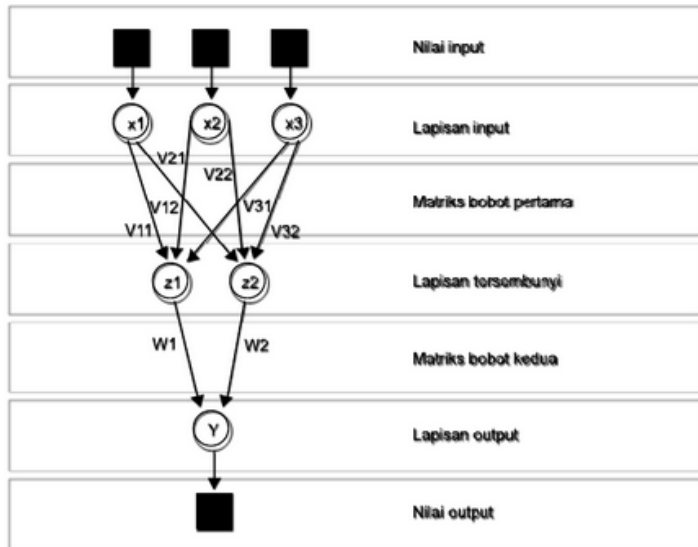 Nilai input
x1 x2 x3
Lapisan input
V21
V22
V12
V31
Matriks bobot pertama
V11
V32
z1 z2
Lapisan torsombunyi
W1 W2
Matriks bobot kedua
Y
Lapisan output
Nilai output